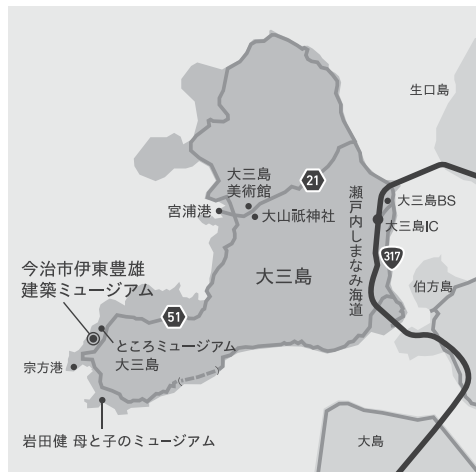 生口島
大三島
美術館
21
宮浦港
大山祇神社
瀬戸内しまなみ海道
大三島BS
大三島IC
317
大三島
伯方島
今治市伊東豊雄
建築ミュージアム
51
ところミュージアム
大三島
宗方港
岩田健 母と子のミュージアム
大島